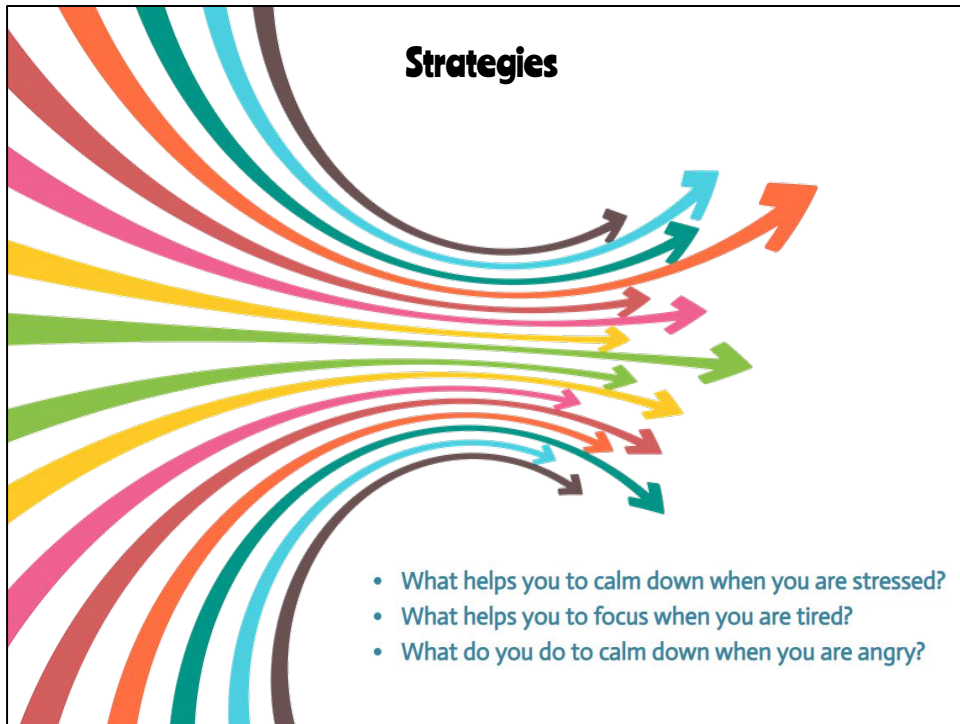 Strategies
• What helps you to calm down when you are stressed?
• What helps you to focus when you are tired?
• What do you do to calm down when you are angry?